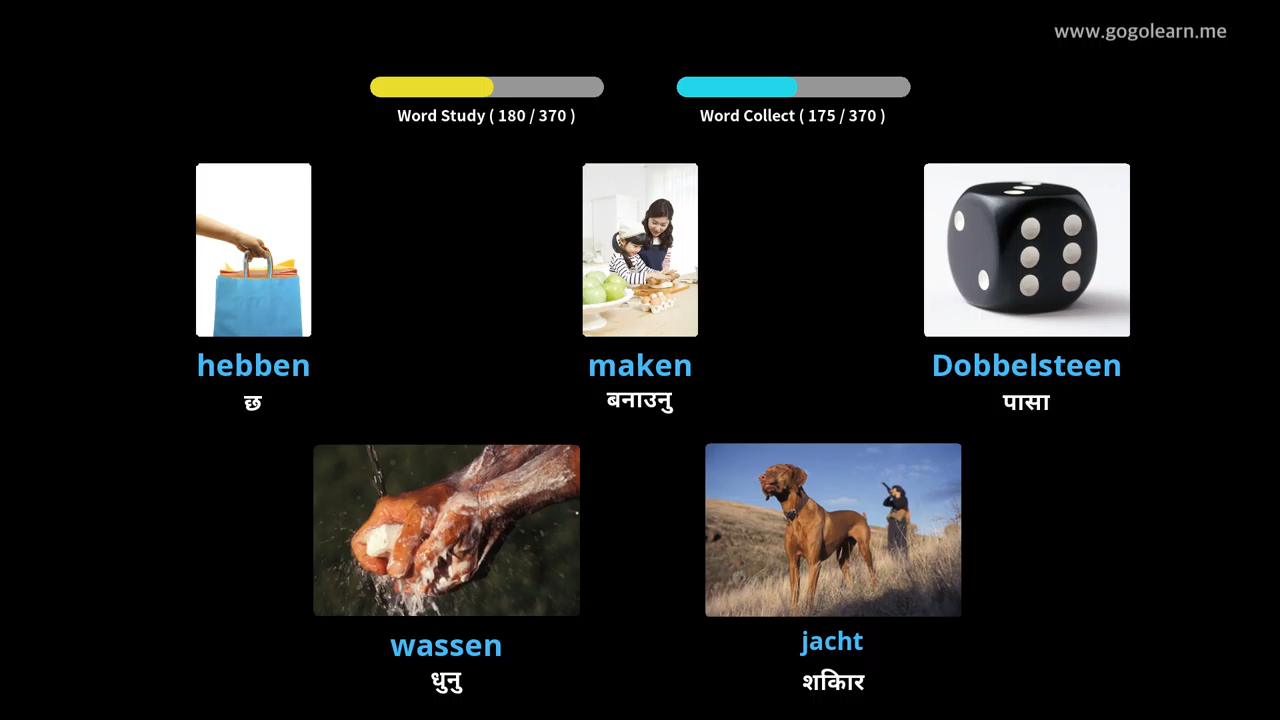 www.gogolearn.me
Word Study ( 180 / 370 )
Word Collect ( 175 / 370 )
hebben
छ
maken
बनाउनु
Dobbelsteen
पासा
wassen
धुनु
jacht
शिकार